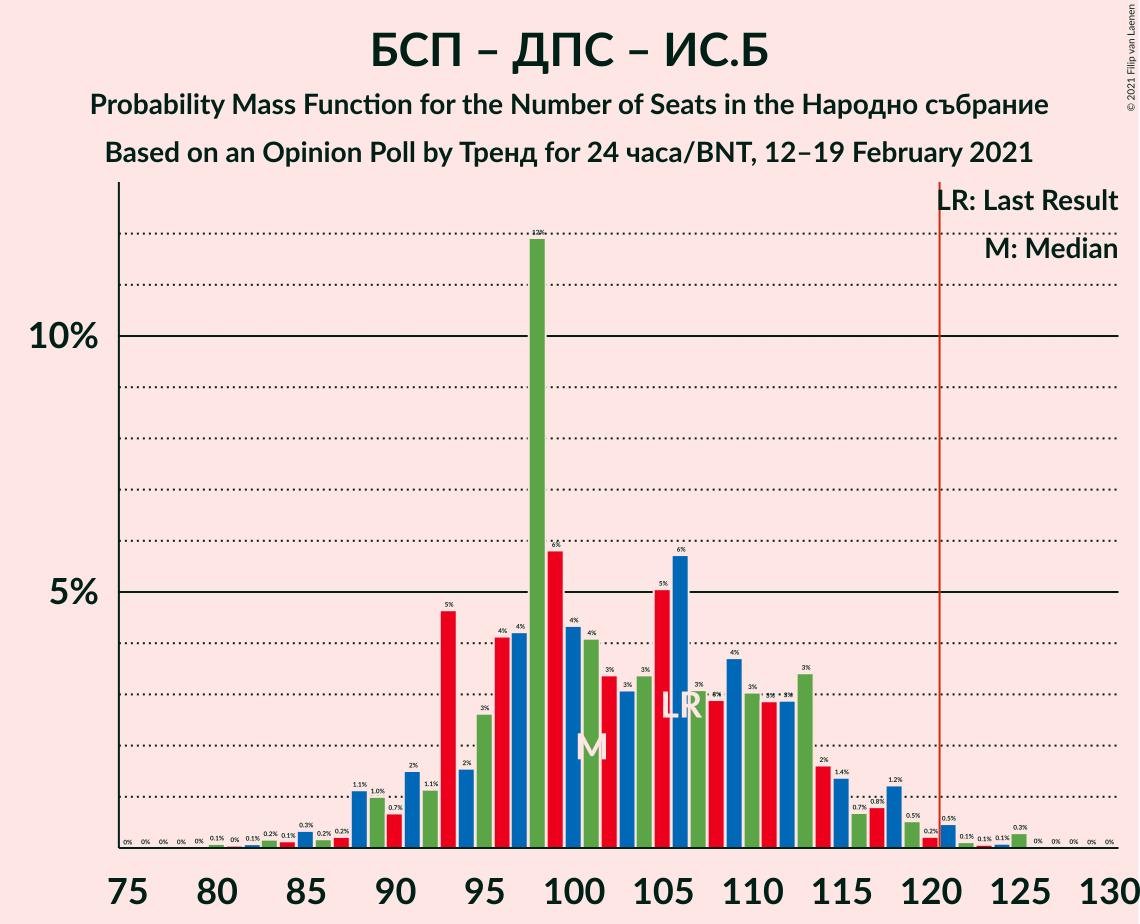 БСП – ДПС – ИС.Б
Probability Mass Function for the Number of Seats in the Народно събрание
Based on an Opinion Poll by Тренд for 24 часа/BNT, 12–19 February 2021
© 2021 Filip van Laenen
LR: Last Result
M: Median
10%
5%
0% 0% 0% 0% 0% 0.1% 0% 0.1% 0.2% 0.1% 0.3% 0.2% 0.2% 1.1% 1.0% 0.7% 2% 1.1% 5% 2% 3% 4% 4% 12% 6% 4% 4% 3% 3% 3% 5% 6% 3% 3% 4% 3% 3% 3% 3% 2% 1.4% 0.7% 0.8% 1.2% 0.5% 0.2% 0.5% 0.1% 0.1% 0.1% 0.3% 0% 0% 0% 0% 0%
LR
M
75 80 85 90 95 100 105 110 115 120 125 130